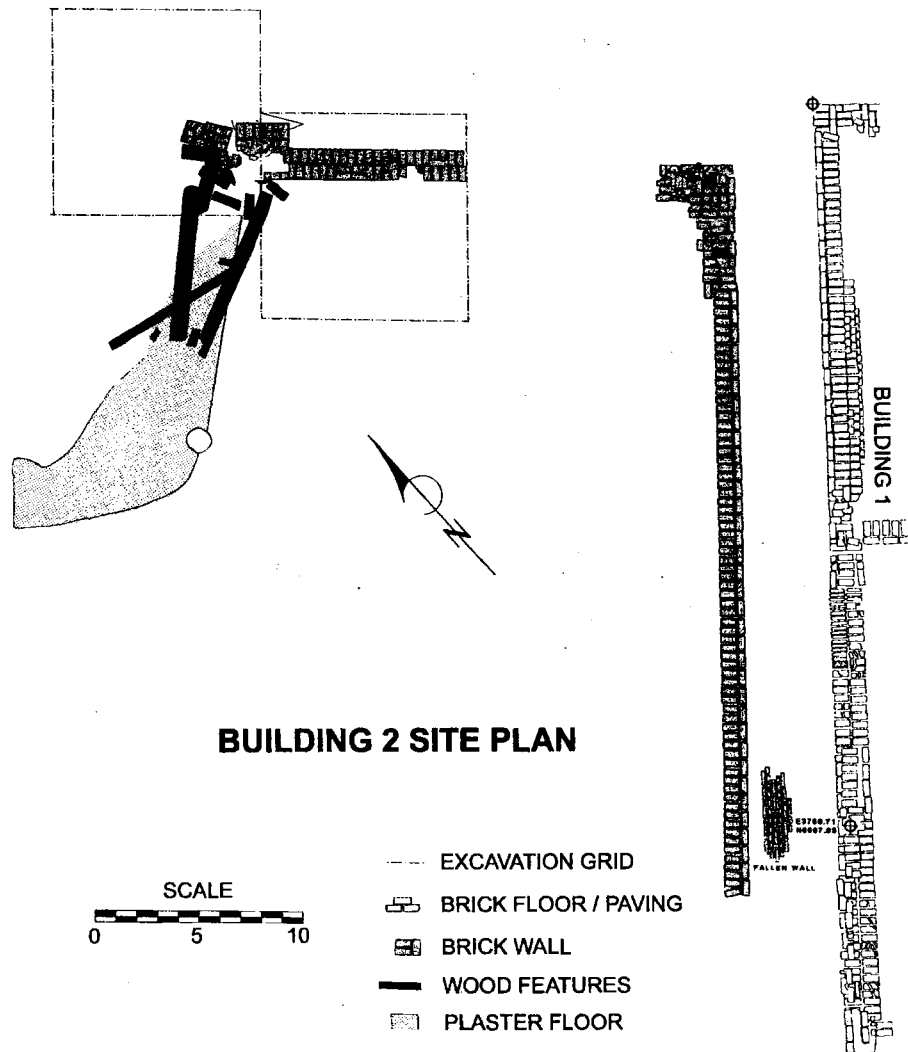 BUILDING 1
N
BUILDING 2 SITE PLAN
FALLEN WALL
SCALE
0 5 10
EXCAVATION GRID
BRICK FLOOR / PAVING
BRICK WALL
WOOD FEATURES
PLASTER FLOOR